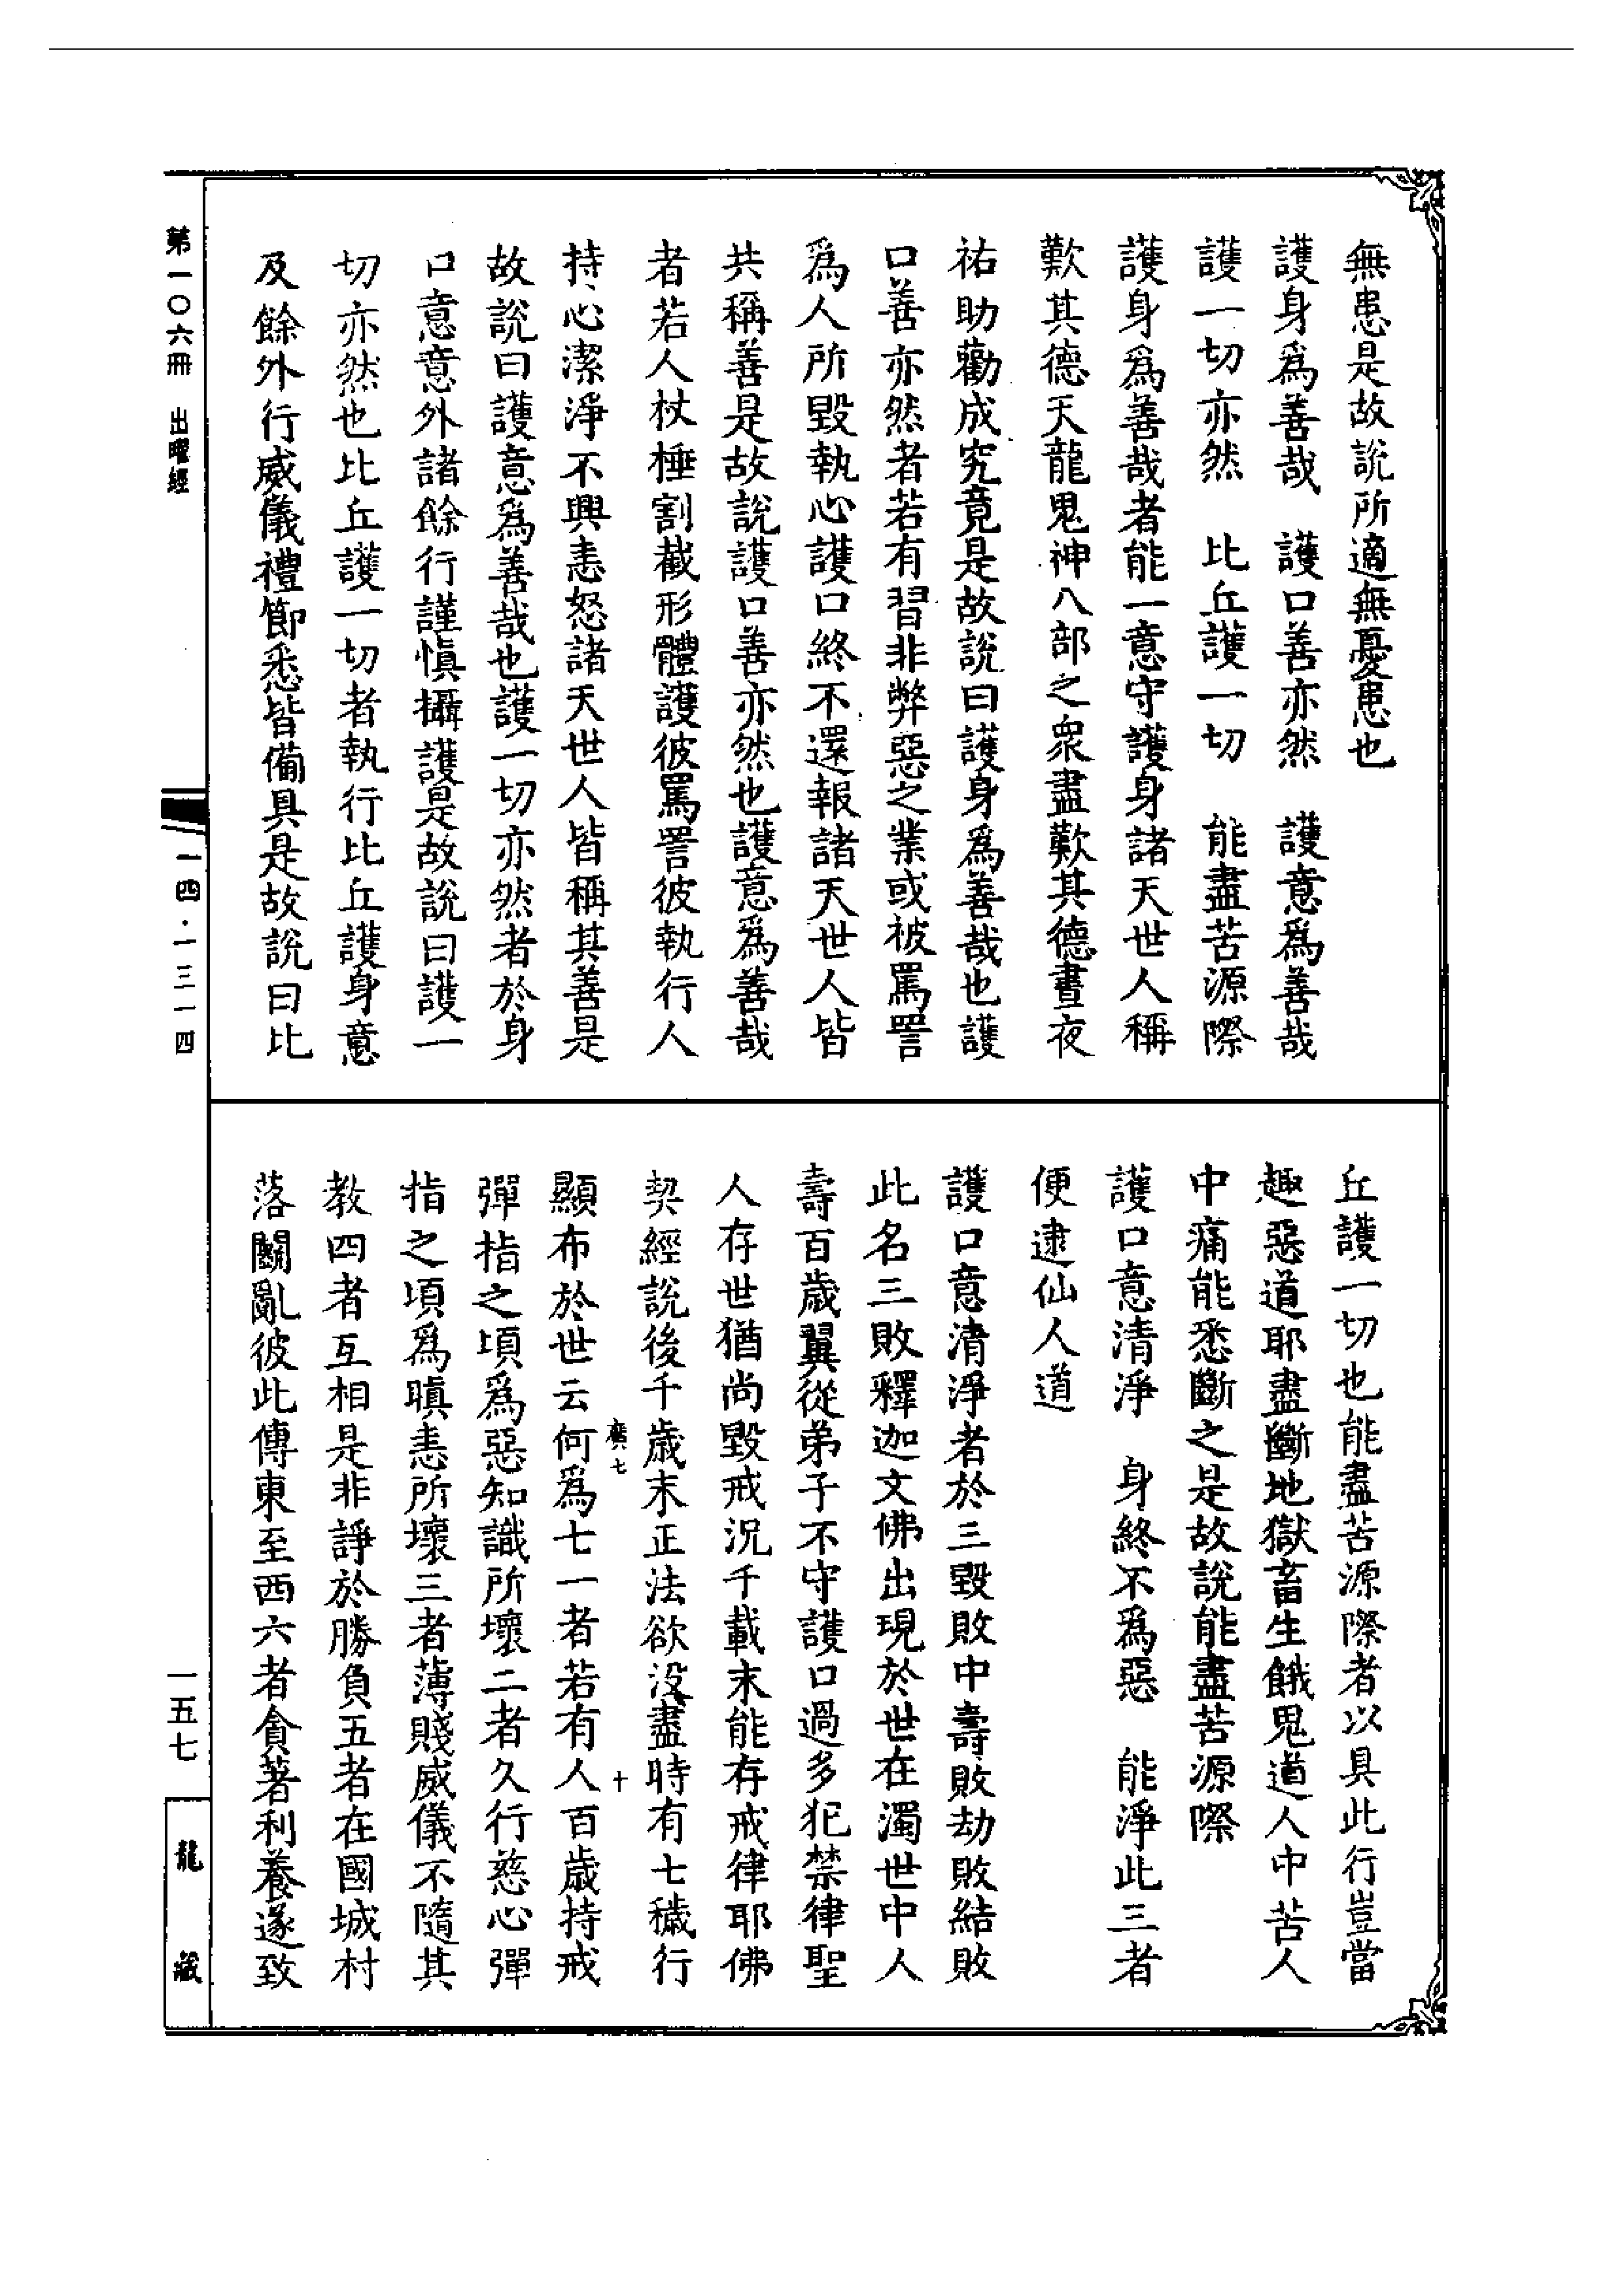 無患是故說所適無憂患也
護身爲善哉　護口善亦然　護意爲善哉
護一切亦然　比丘護一切　能盡苦源際
護身爲善哉者能一意守護身諸天世人稱
歎其德天龍鬼神八部之衆盡歎其德晝夜
祐助勸成究竟是故說曰護身爲善哉也護
口善亦然者若有習非弊惡之業或被罵詈
爲人所毀執心護口終不還報諸天世人皆
共稱善是故說護口善亦然也護意爲善哉
者若人杖棰割截形體護彼罵詈彼執行人
持心潔淨不興恚怒諸天世人皆稱其善是
故說曰護意爲善哉也護一切亦然者於身
口意意外諸餘行謹慎攝護是故說曰護一
切亦然也比丘護一切者執行比丘護身意
及餘外行威儀禮節悉皆備具是故說曰比
丘護一切也能盡苦源際者以具此行豈當
趣惡道耶盡斷地獄畜生餓鬼道人中苦人
中痛能悉斷之是故說能盡苦源際
護口意清淨　身終不爲惡　能淨此三者
便逮仙人道
護口意清淨者於三毀敗中壽敗劫敗結敗
此名三敗釋迦文佛出現於世在濁世中人
壽百歲翼從弟子不守護口過多犯禁律聖
人存世猶尚毀戒況千載末能存戒律耶佛
契經說後千歲末正法欲沒盡時有七穢行
廣七　十
顯布於世云何爲七一者若有人百歲持戒
彈指之頃爲惡知識所壞二者久行慈心彈
指之頃爲瞋恚所壞三者薄賤威儀不隨其
教四者互相是非諍於勝負五者在國城村
落鬬亂彼此傳東至西六者貪著利養遂致
第一〇六冊　出曜經
一四·一三一四
一五七
龍藏